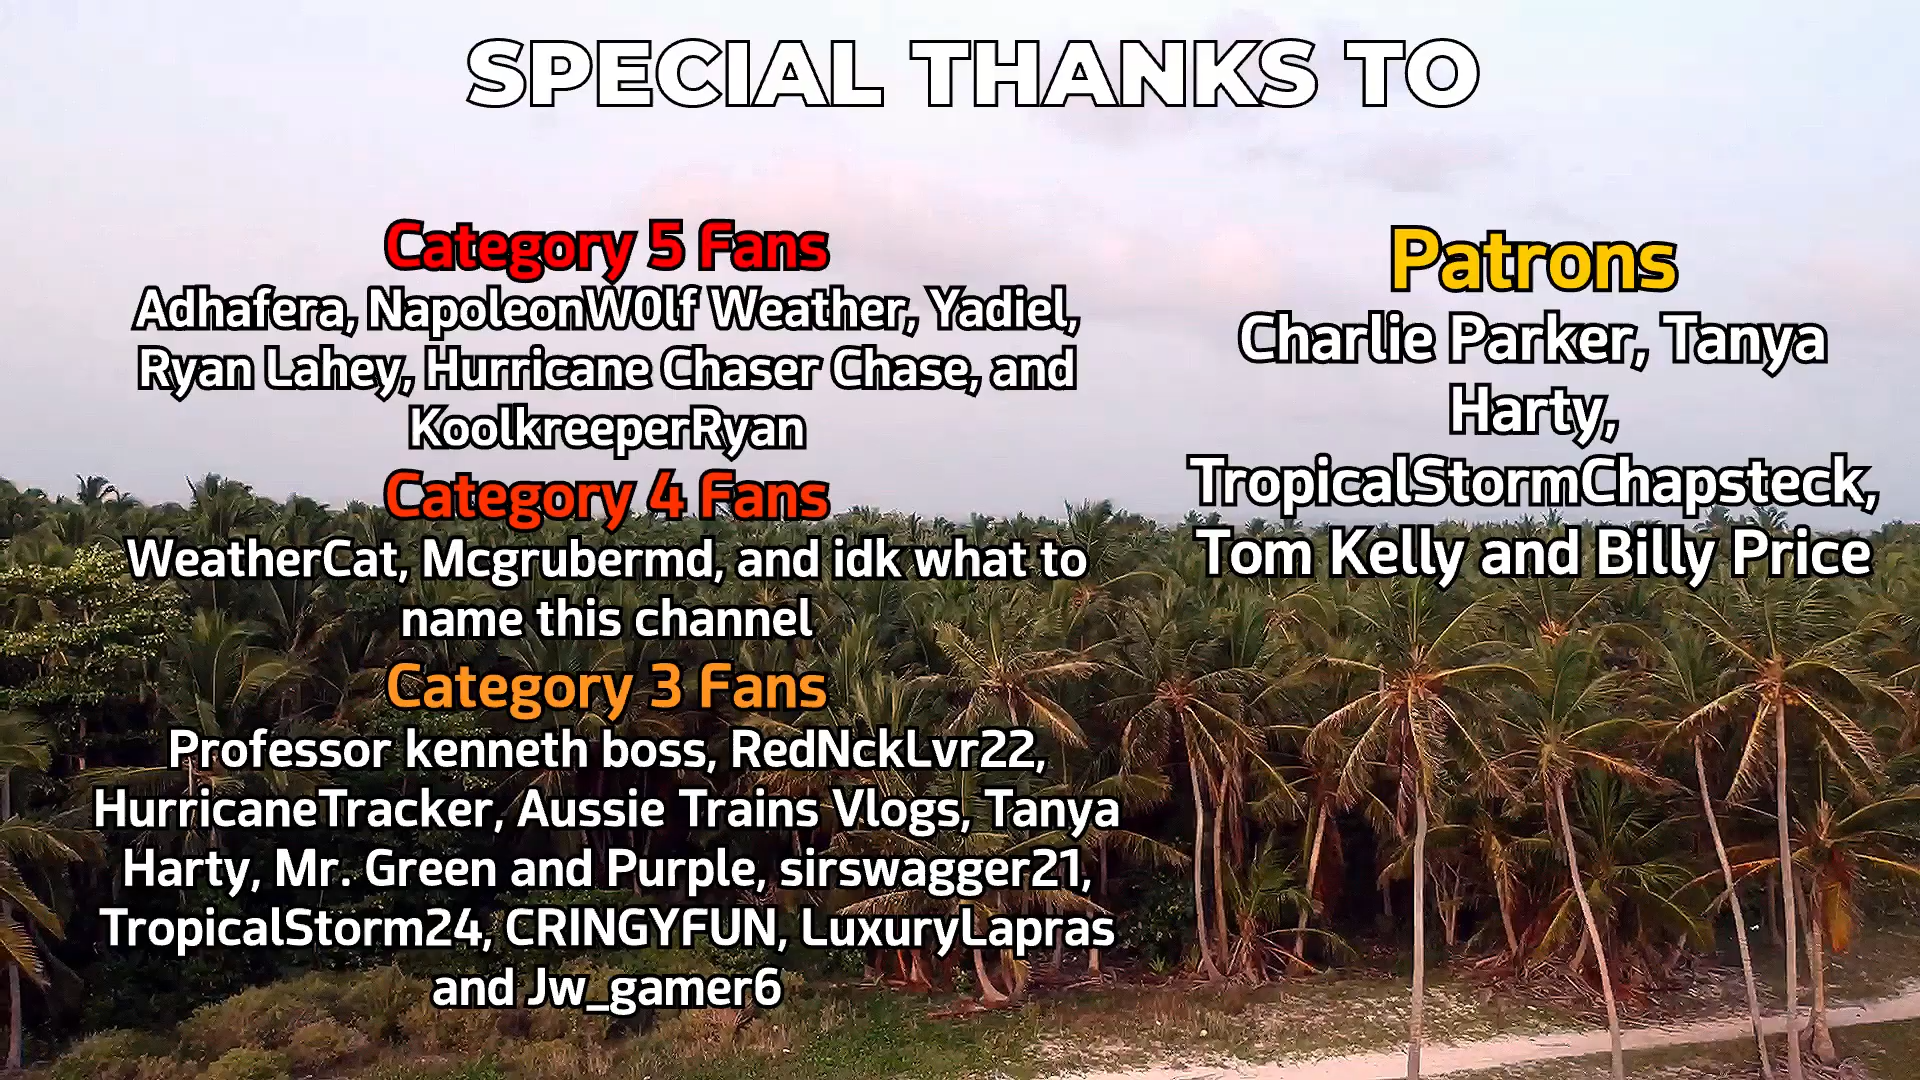 SPECIAL THANKS TO
Category 5 Fans
Adhafera, NapoleonW0lf Weather, Yadiel,
Ryan Lahey, Hurricane Chaser Chase, and
KoolkreeperRyan
Category 4 Fans
WeatherCat, Mcgrubermd, and idk what to
name this channel
Category 3 Fans
Professor kenneth boss, RedNckLvr22,
HurricaneTracker, Aussie Trains Vlogs, Tanya
Harty, Mr. Green and Purple, sirswagger21,
TropicalStorm24, CRINGYFUN, LuxuryLapras
and Jw_gamer6
Patrons
Charlie Parker, Tanya
Harty,
TropicalStormChapsteck,
Tom Kelly and Billy Price